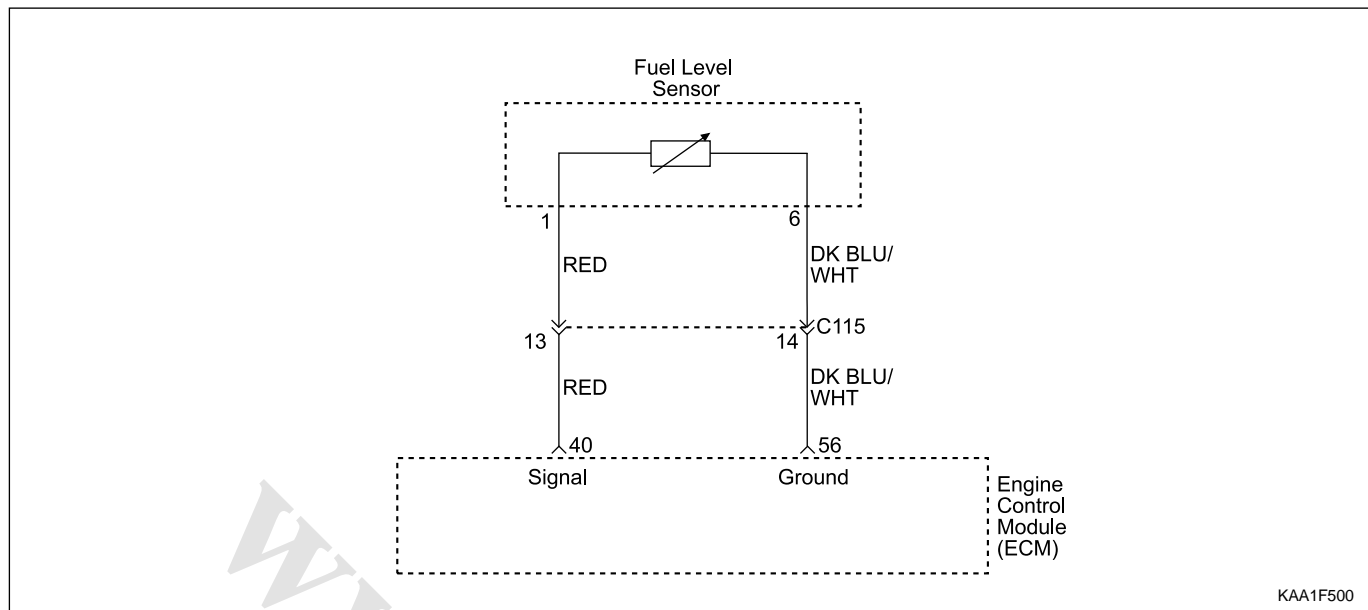 Fuel Level
Sensor
1
6
RED
DK BLU/
WHT
13
14
C115
RED
DK BLU/
WHT
40
56
Signal
Ground
Engine
Control
Module
(ECM)
KAA1F500